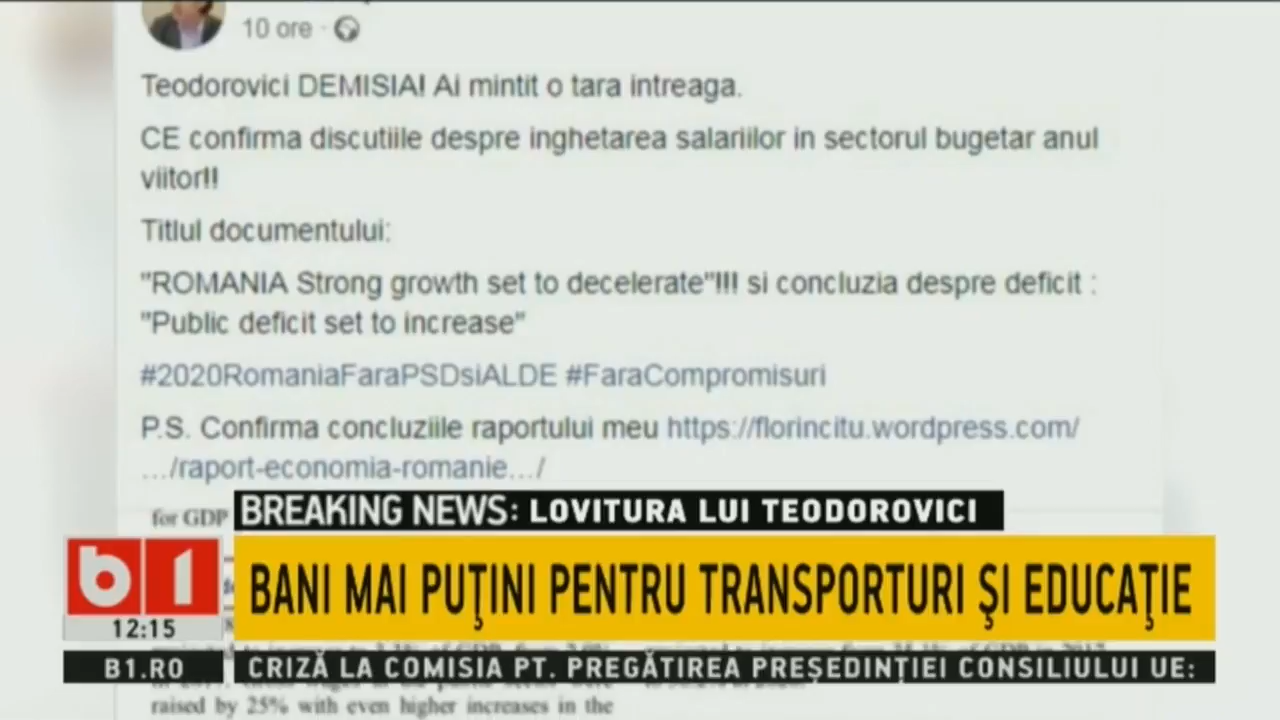 10 ore
Teodorovici DEMISIA! Ai mintit o tara intreaga.
CE confirma discutiile despre inghetarea salariilor in sectorul bugetar anul
viitor!!
Titlul documentului:
"ROMANIA Strong growth set to decelerate"!!! si concluzia despre deficit :
"Public deficit set to increase"
#2020RomaniaFaraPSDsiALDE #FaraCompromisuri
P.S. Confirma concluziile raportului meu https://florincitu.wordpress.com/
…/raport-economia-romanie…/
for GDP
BREAKING NEWS: LOVITURA LUI TEODOROVICI
b1
BANI MAI PUŢINI PENTRU TRANSPORTURI ŞI EDUCAŢIE
12:15
B1.RO
CRIZĂ LA COMISIA PT. PREGĂTIREA PREŞEDINŢIEI CONSILIULUI UE:
raised by 25% with even higher increases in the